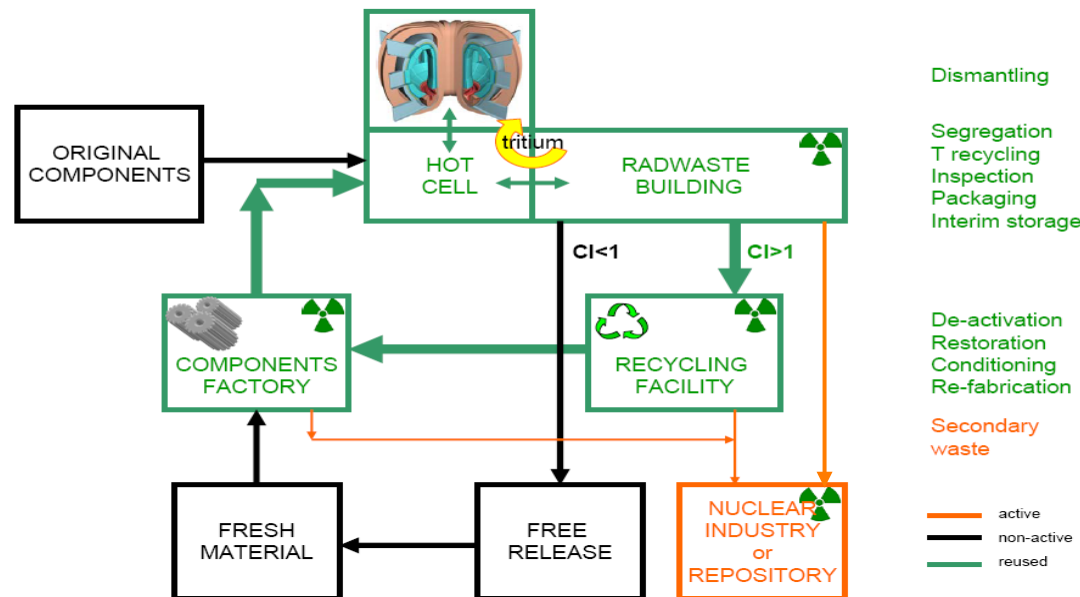 Dismantling
ORIGINAL
COMPONENTS
tritium
HOT
CELL
RADWASTE
BUILDING
Segregation
T recycling
Inspection
Packaging
Interim storage
CI<1
CI>1
COMPONENTS
FACTORY
RECYCLING
FACILITY
De-activation
Restoration
Conditioning
Re-fabrication
Secondary
waste
FRESH
MATERIAL
FREE
RELEASE
NUCLEAR
INDUSTRY
or
REPOSITORY
active
non-active
reused